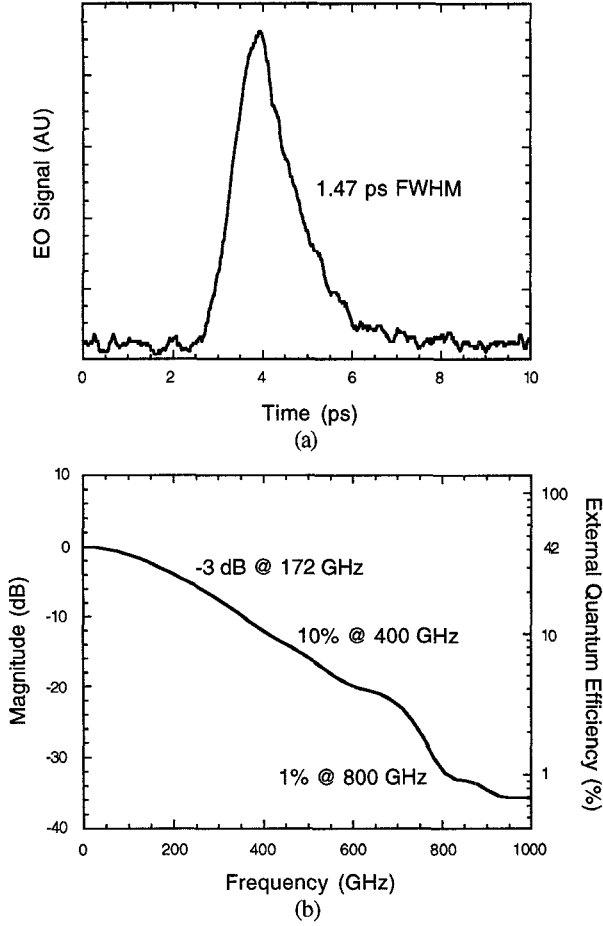 EO Signal (AU)
1.47 ps FWHM
0 2 4 6 8 10
Time (ps)
(a)
10
0
-10
-20
-30
-40
Magnitude (dB)
-3 dB @ 172 GHz
10% @ 400 GHz
1% @ 800 GHz
100
42
10
1
External Quantum Efficiency (%)
0 200 400 600 800 1000
Frequency (GHz)
(b)